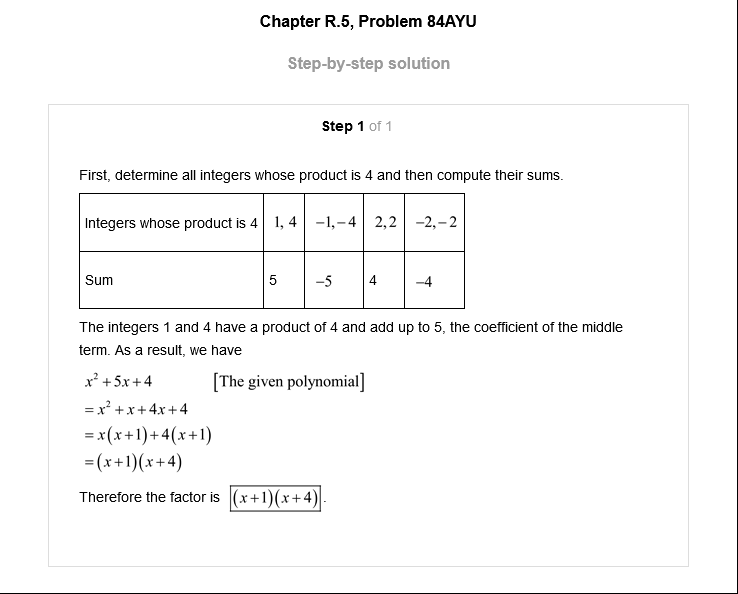 Chapter R.5, Problem 84AYU
Step-by-step solution
Step 1 of 1
First, determine all integers whose product is 4 and then compute their sums.
Integers whose product is 4 1, 4 −1,−4 2,2 −2,−2
Sum 5 −5 4 −4
The integers 1 and 4 have a product of 4 and add up to 5, the coefficient of the middle
term. As a result, we have
x² + 5x + 4 [The given polynomial]
= x² + x + 4x + 4
= x(x+1)+4(x+1)
= (x+1)(x+4)
Therefore the factor is (x+1)(x+4).